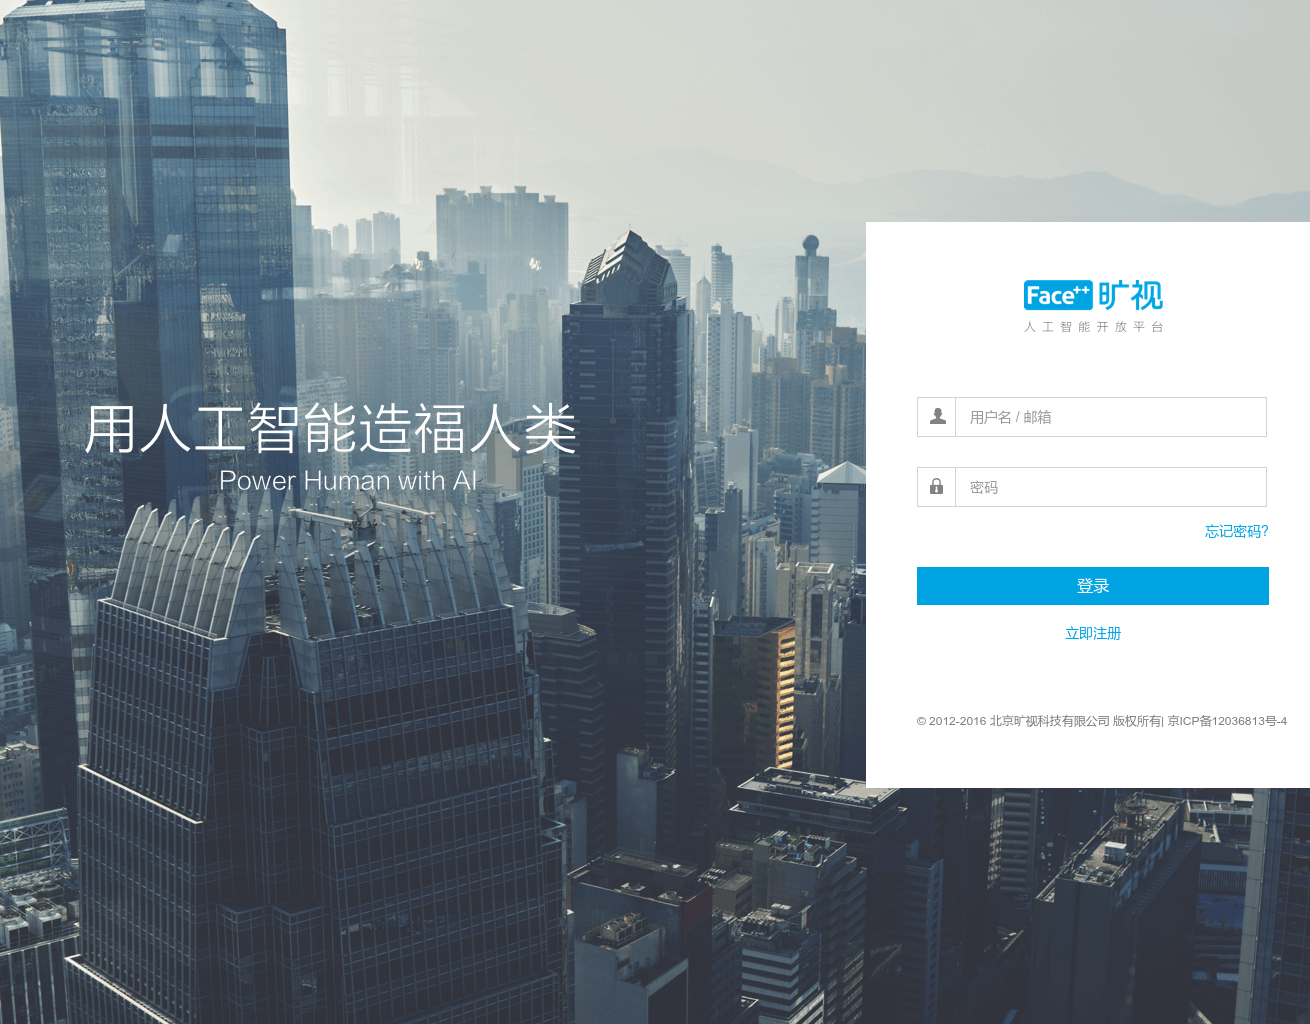 用人工智能造福人类
Power Human with AI
Face++ 旷视
人工智能开放平台
用户名 / 邮箱
密码
忘记密码?
登录
立即注册
© 2012-2016 北京旷视科技有限公司 版权所有| 京ICP备12036813号-4